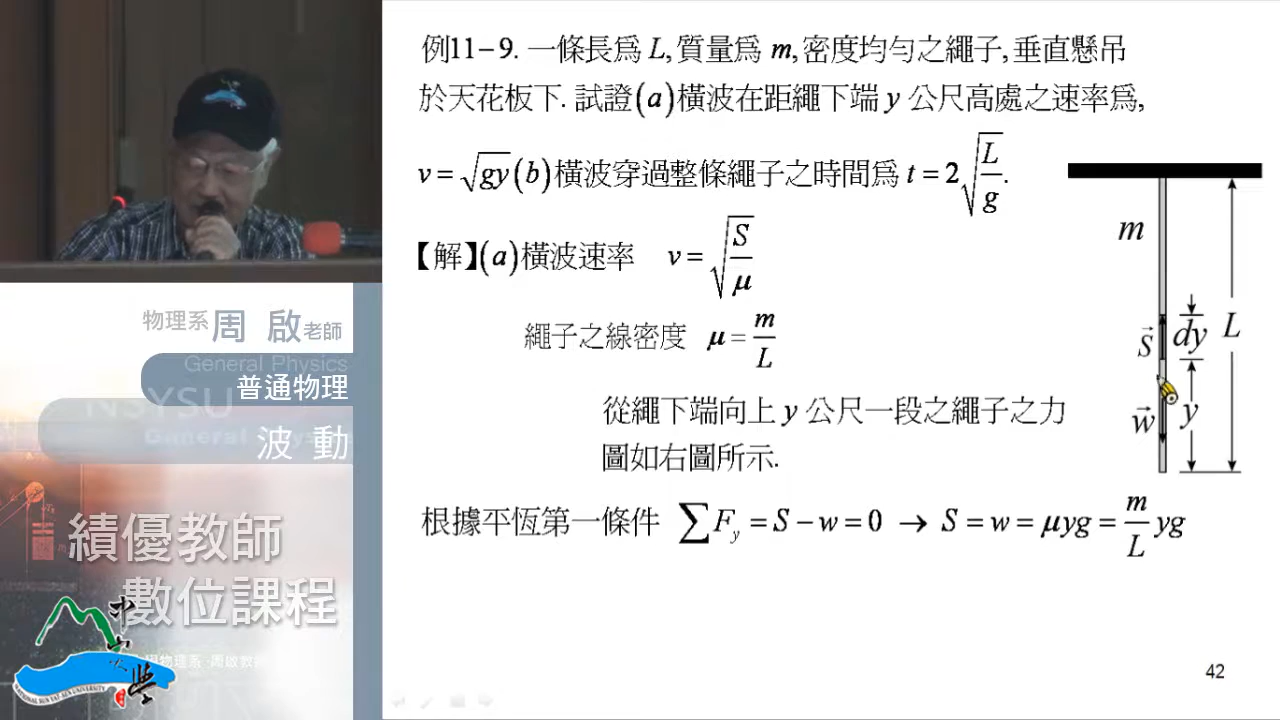 例11－9. 一條長為 L, 質量為 m, 密度均勻之繩子, 垂直懸吊
於天花板下. 試證(a)橫波在距繩下端 y 公尺高處之速率為,
v = √gy (b)橫波穿過整條繩子之時間為 t = 2√(L/g).
【解】(a)橫波速率 v = √(S/μ)
繩子之線密度 μ = m/L
從繩下端向上 y 公尺一段之繩子之力
圖如右圖所示.
根據平恆第一條件 ∑Fy = S − w = 0 → S = w = μyg = m/L yg
m
S
dy
L
w
y
42
物理系 周 啟 老師
General Physics
普通物理
NSYSU
General
波 動
績優教師
數位課程